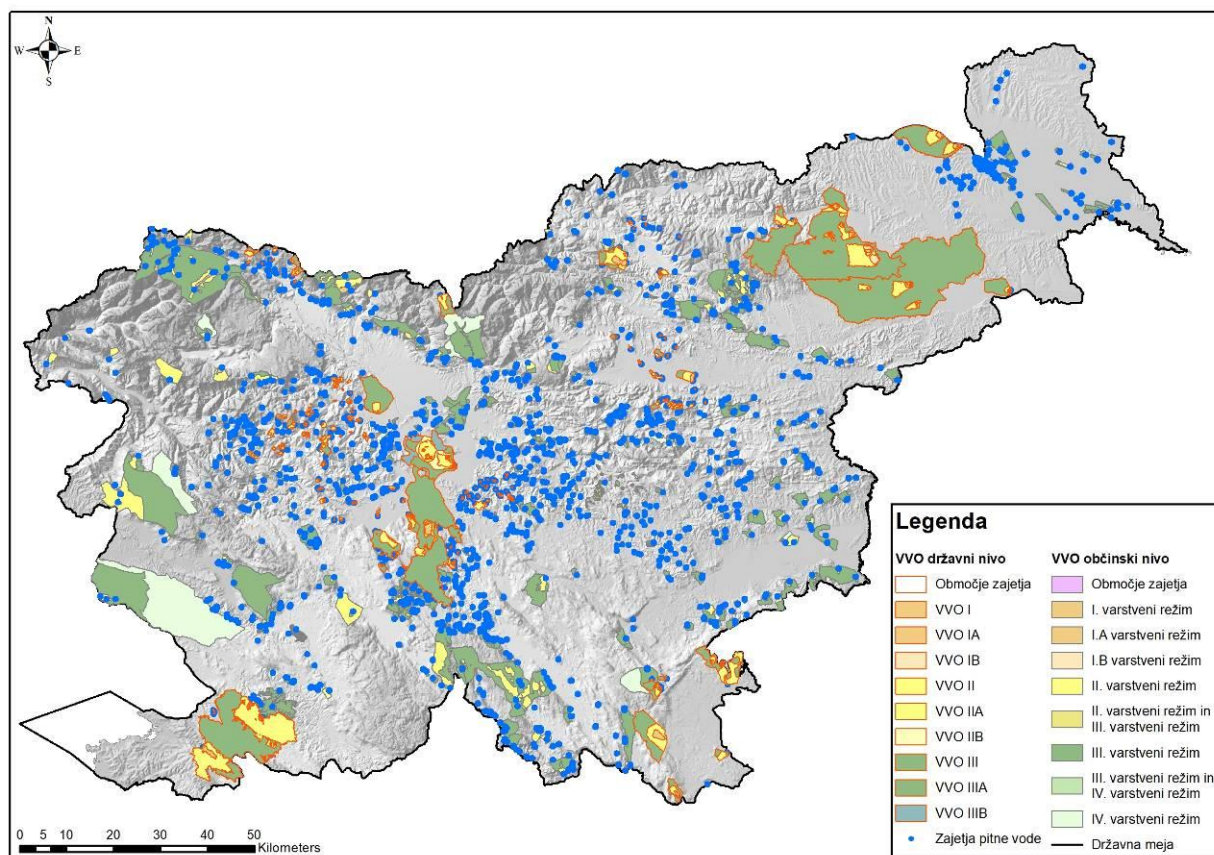 N
W E
S
Legenda
VVO državni nivo
Območje zajetja
VVO I
VVO IA
VVO IB
VVO II
VVO IIA
VVO IIB
VVO III
VVO IIIA
VVO IIIB
Zajetja pitne vode
VVO občinski nivo
Območje zajetja
I. varstveni režim
I.A varstveni režim
I.B varstveni režim
II. varstveni režim
II. varstveni režim in
III. varstveni režim
III. varstveni režim
III. varstveni režim in
IV. varstveni režim
IV. varstveni režim
Državna meja
0 5 10 20 30 40 50
Kilometers